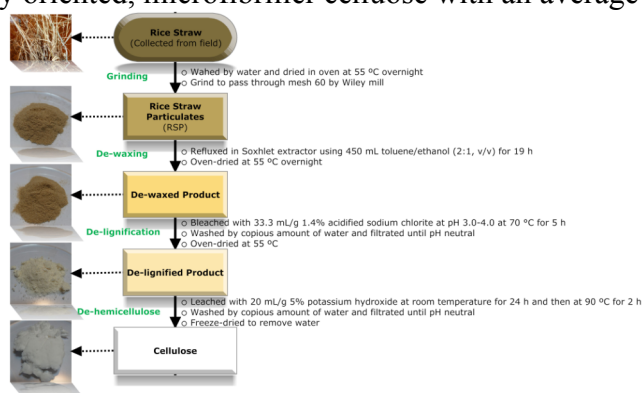 y oriented, microfibrillar cellulose with an average
Rice Straw
(Collected from field)
Grinding
o Wahed by water and dried in oven at 55 ºC overnight
o Grind to pass through mesh 60 by Wiley mill
Rice Straw
Particulates
(RSP)
De-waxing
o Refluxed in Soxhlet extractor using 450 mL toluene/ethanol (2:1, v/v) for 19 h
o Oven-dried at 55 ºC overnight
De-waxed Product
De-lignification
o Bleached with 33.3 mL/g 1.4% acidified sodium chlorite at pH 3.0-4.0 at 70 °C for 5 h
o Washed by copious amount of water and filtrated until pH neutral
o Oven-dried at 55 ºC
De-lignified Product
De-hemicellulose
o Leached with 20 mL/g 5% potassium hydroxide at room temperature for 24 h and then at 90 ºC for 2 h
o Washed by copious amount of water and filtrated until pH neutral
o Freeze-dried to remove water
Cellulose